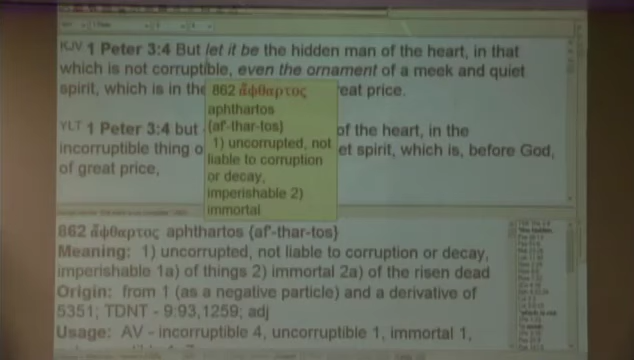 KJV 1 Peter 3:4 But let it be the hidden man of the heart, in that
which is not corruptible, even the ornament of a meek and quiet
spirit, which is in the eat price.
862 ἄφθαρτος
aphthartos
{af'-thar-tos}
1) uncorrupted, not
liable to corruption
or decay,
imperishable 2)
immortal
YLT 1 Peter 3:4 but of the heart, in the
incorruptible thing o et spirit, which is, before God,
of great price,
862 ἄφθαρτος aphthartos {af'-thar-tos}
Meaning: 1) uncorrupted, not liable to corruption or decay,
imperishable 1a) of things 2) immortal 2a) of the risen dead
Origin: from 1 (as a negative particle) and a derivative of
5351; TDNT - 9:93,1259; adj
Usage: AV - incorruptible 4, uncorruptible 1, immortal 1,